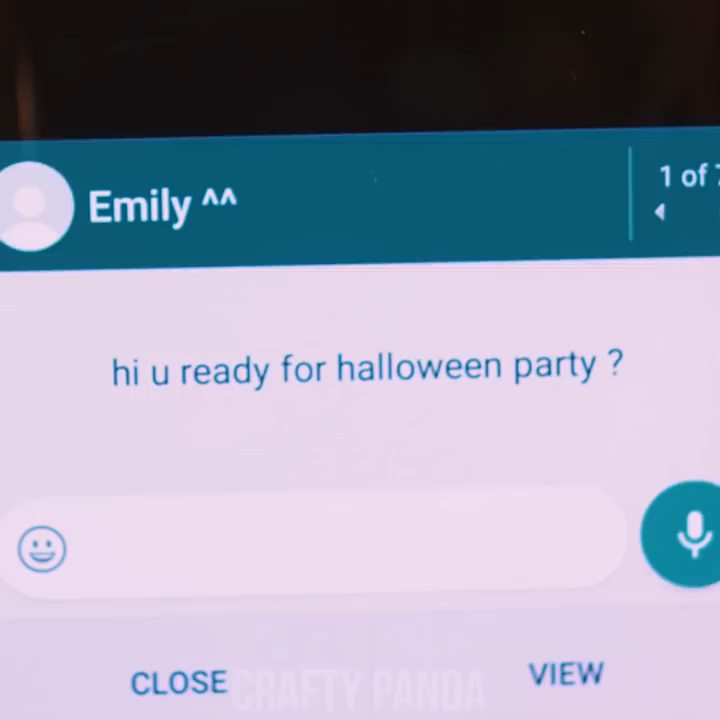 Emily ^^
1 of 7
hi u ready for halloween party ?
CLOSE
VIEW
CRAFTY PANDA